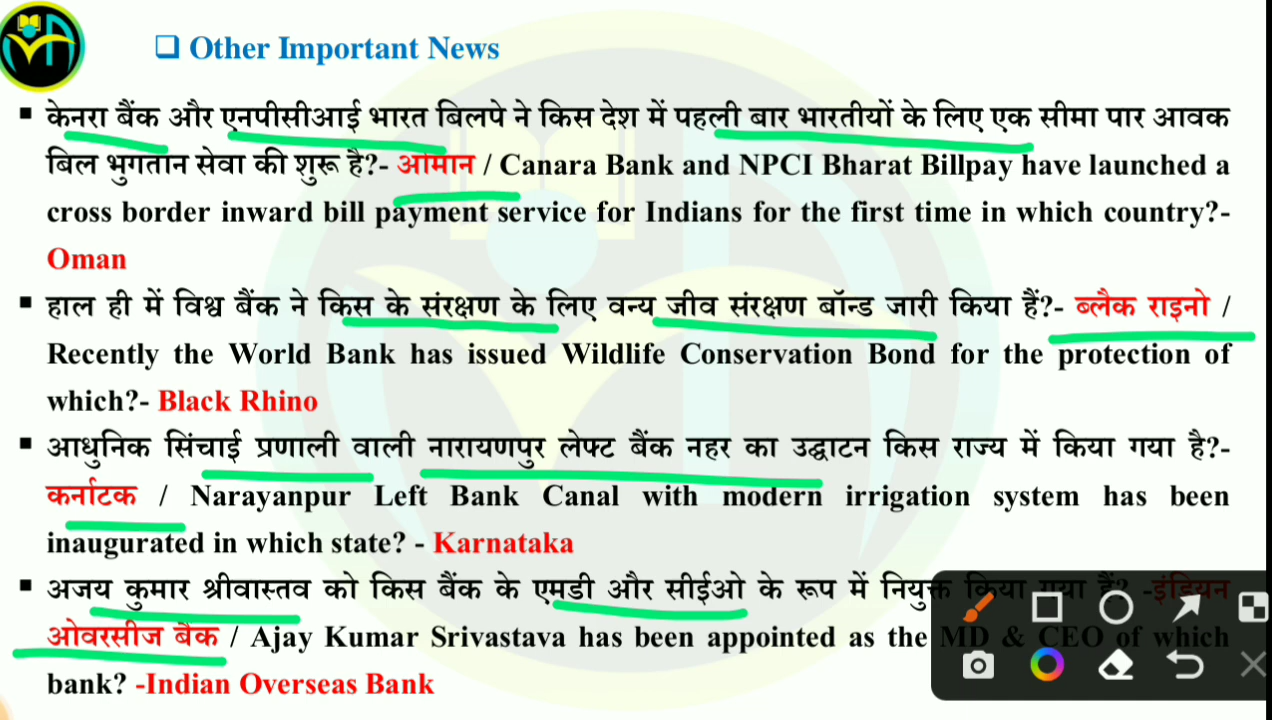 Other Important News
केनरा बैंक और एनपीसीआई भारत बिलपे ने किस देश में पहली बार भारतीयों के लिए एक सीमा पार आवक
बिल भुगतान सेवा की शुरू है?- ओमान / Canara Bank and NPCI Bharat Billpay have launched a
cross border inward bill payment service for Indians for the first time in which country?-
Oman
हाल ही में विश्व बैंक ने किस के संरक्षण के लिए वन्य जीव संरक्षण बॉन्ड जारी किया हैं?- ब्लैक राइनो /
Recently the World Bank has issued Wildlife Conservation Bond for the protection of
which?- Black Rhino
आधुनिक सिंचाई प्रणाली वाली नारायणपुर लेफ्ट बैंक नहर का उद्घाटन किस राज्य में किया गया है?-
कर्नाटक / Narayanpur Left Bank Canal with modern irrigation system has been
inaugurated in which state? - Karnataka
अजय कुमार श्रीवास्तव को किस बैंक के एमडी और सीईओ के रूप में नियुक्त किया गया हैं? -इंडियन
ओवरसीज बैंक / Ajay Kumar Srivastava has been appointed as the MD & CEO of which
bank? -Indian Overseas Bank